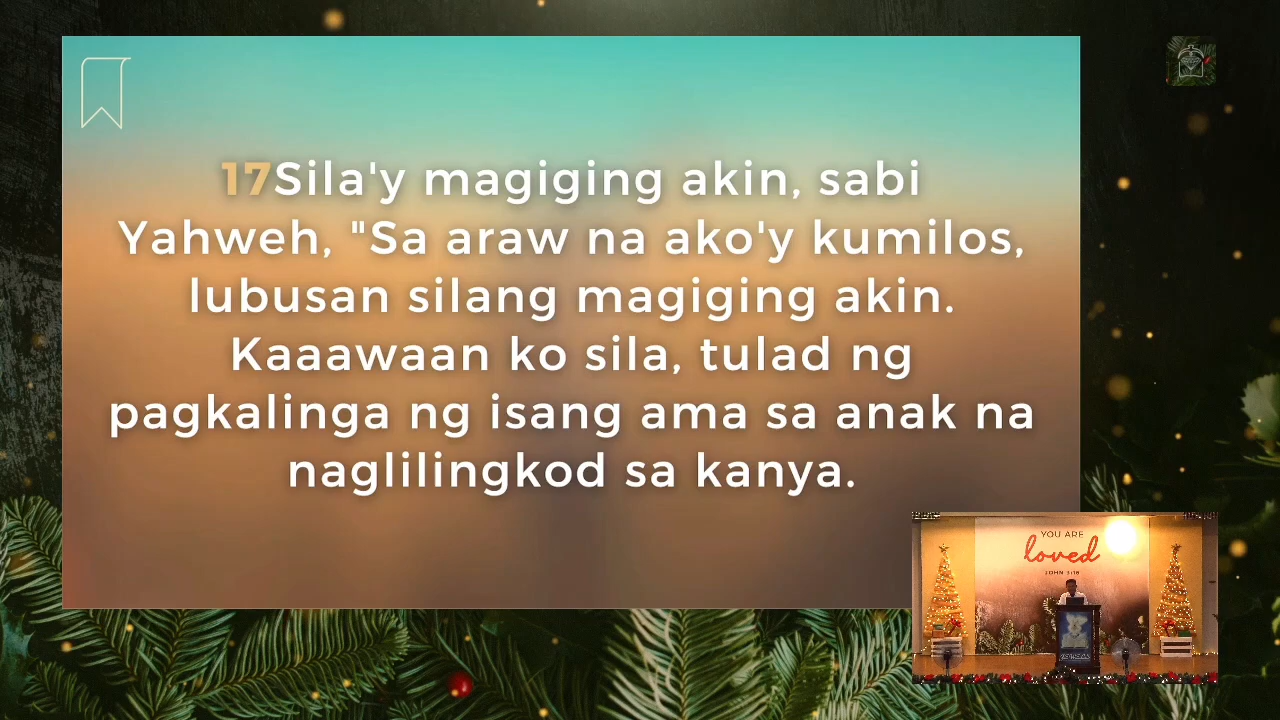 17Sila'y magiging akin, sabi
Yahweh, "Sa araw na ako'y kumilos,
lubusan silang magiging akin.
Kaaawaan ko sila, tulad ng
pagkalinga ng isang ama sa anak na
naglilingkod sa kanya.
YOU ARE
loved
JOHN 3:16